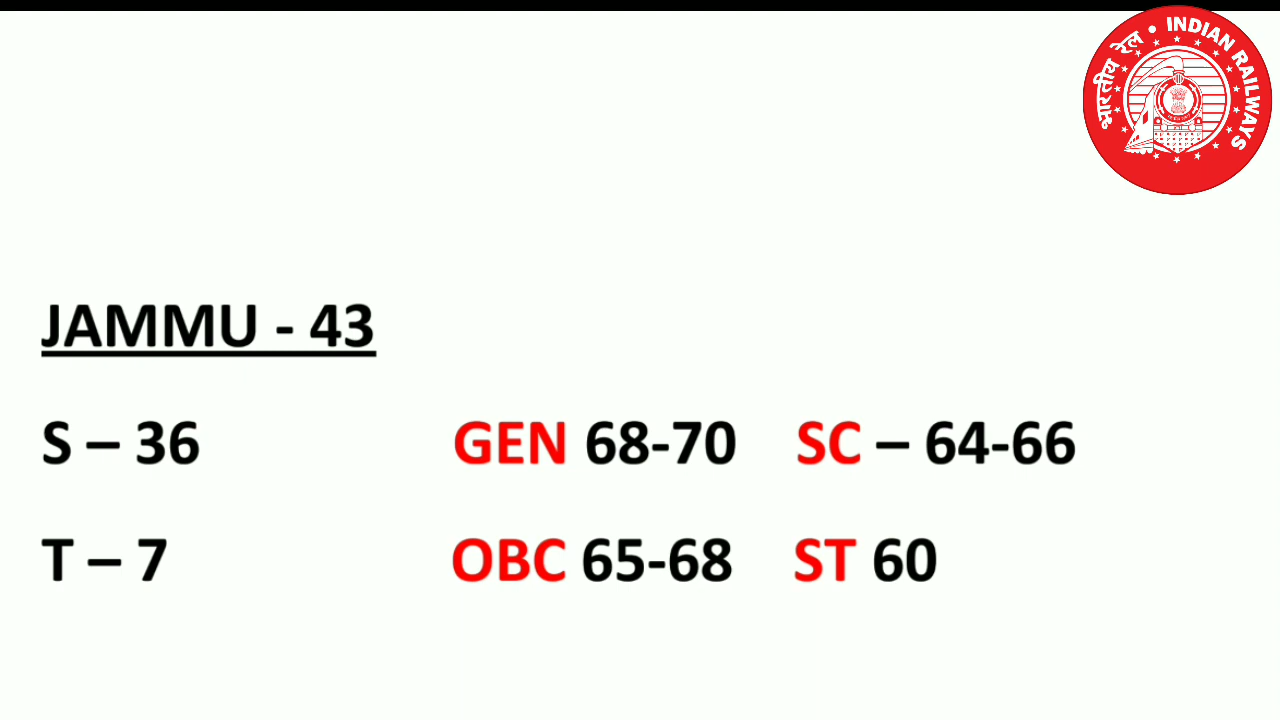 भारतीय रेल • INDIAN RAILWAYS
JAMMU - 43
S – 36 GEN 68-70 SC – 64-66
T – 7 OBC 65-68 ST 60